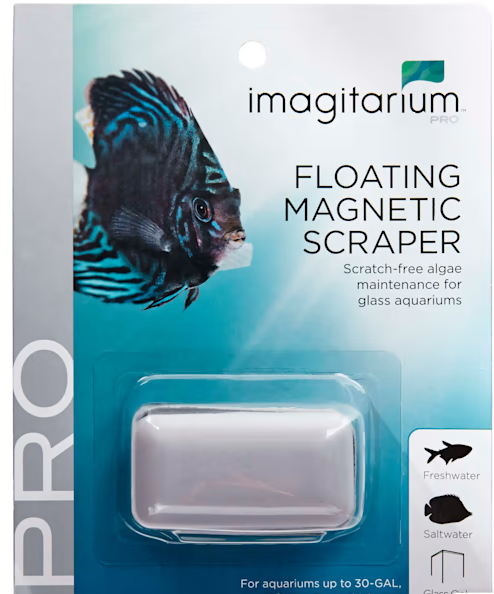 imagitarium™
PRO
FLOATING
MAGNETIC
SCRAPER
Scratch-free algae
maintenance for
glass aquariums
PRO
Freshwater
Saltwater
For aquariums up to 30-GAL,